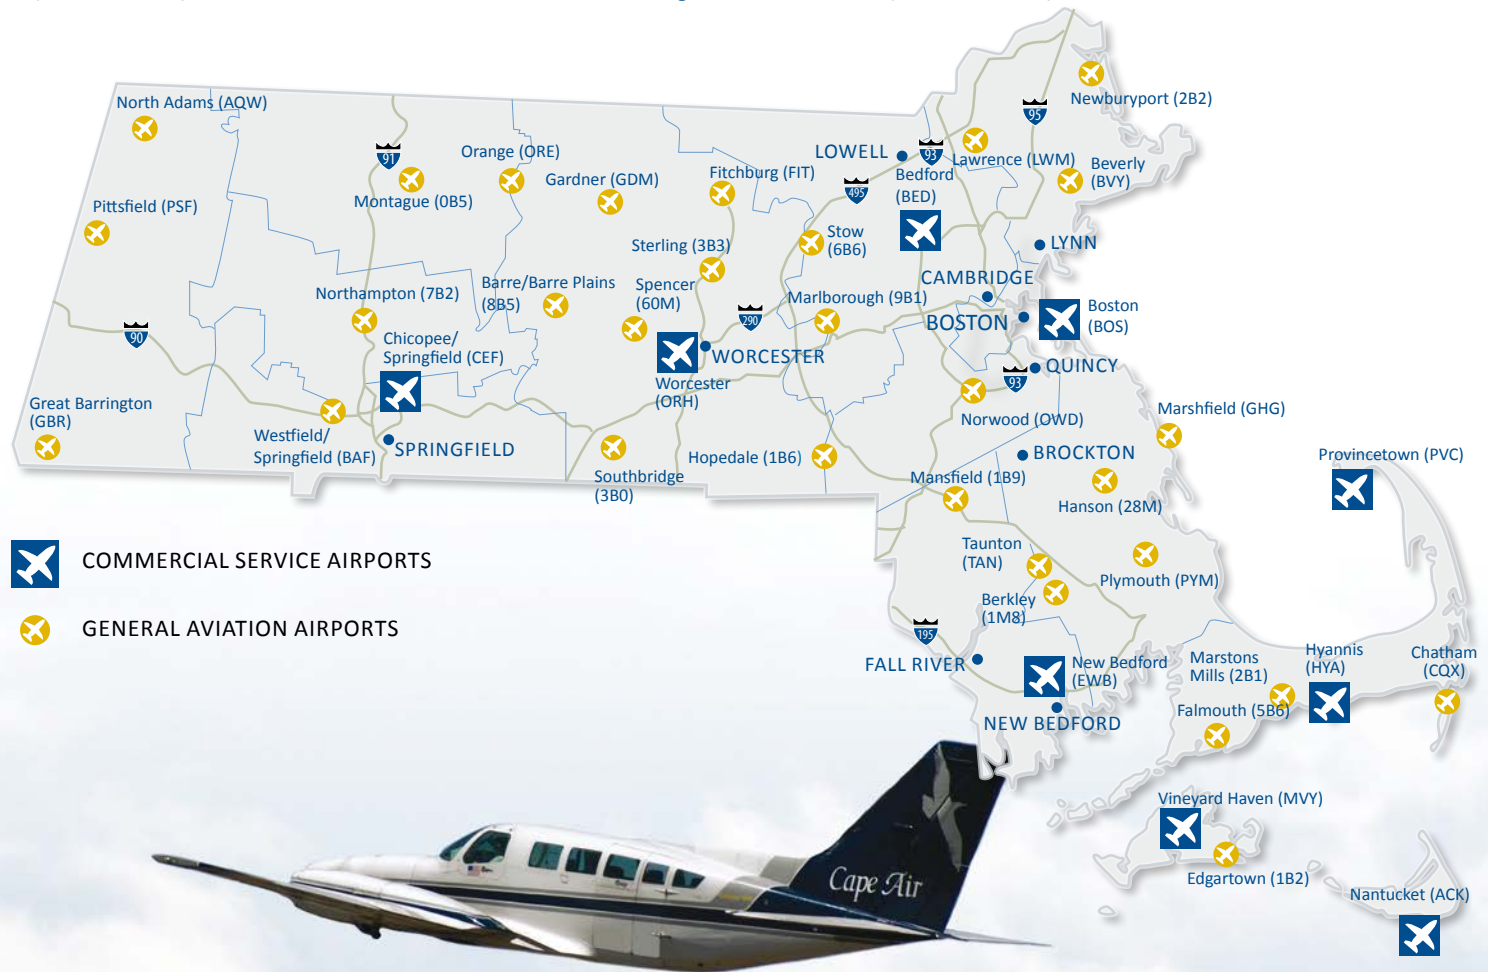 North Adams (AQW)
Newburyport (2B2)
95
91
Orange (ORE)
LOWELL
93
Lawrence (LWM)
Beverly
(BVY)
Gardner (GDM)
Fitchburg (FIT)
Bedford
(BED)
495
Montague (0B5)
Pittsfield (PSF)
Stow
(6B6)
LYNN
Sterling (3B3)
CAMBRIDGE
Northampton (7B2)
Barre/Barre Plains
(8B5)
Spencer
(60M)
Marlborough (9B1)
Boston
(BOS)
290
BOSTON
90
Chicopee/
Springfield (CEF)
WORCESTER
QUINCY
93
Worcester
(ORH)
Great Barrington
(GBR)
Norwood (OWD)
Marshfield (GHG)
Westfield/
Springfield (BAF)
SPRINGFIELD
Hopedale (1B6)
BROCKTON
Provincetown (PVC)
Southbridge
(3B0)
Mansfield (1B9)
Hanson (28M)
COMMERCIAL SERVICE AIRPORTS
Taunton
(TAN)
Plymouth (PYM)
Berkley
(1M8)
GENERAL AVIATION AIRPORTS
195
FALL RIVER
New Bedford
(EWB)
Marstons
Mills (2B1)
Hyannis
(HYA)
Chatham
(CQX)
Falmouth (5B6)
NEW BEDFORD
Vineyard Haven (MVY)
Edgartown (1B2)
Nantucket (ACK)
Cape Air